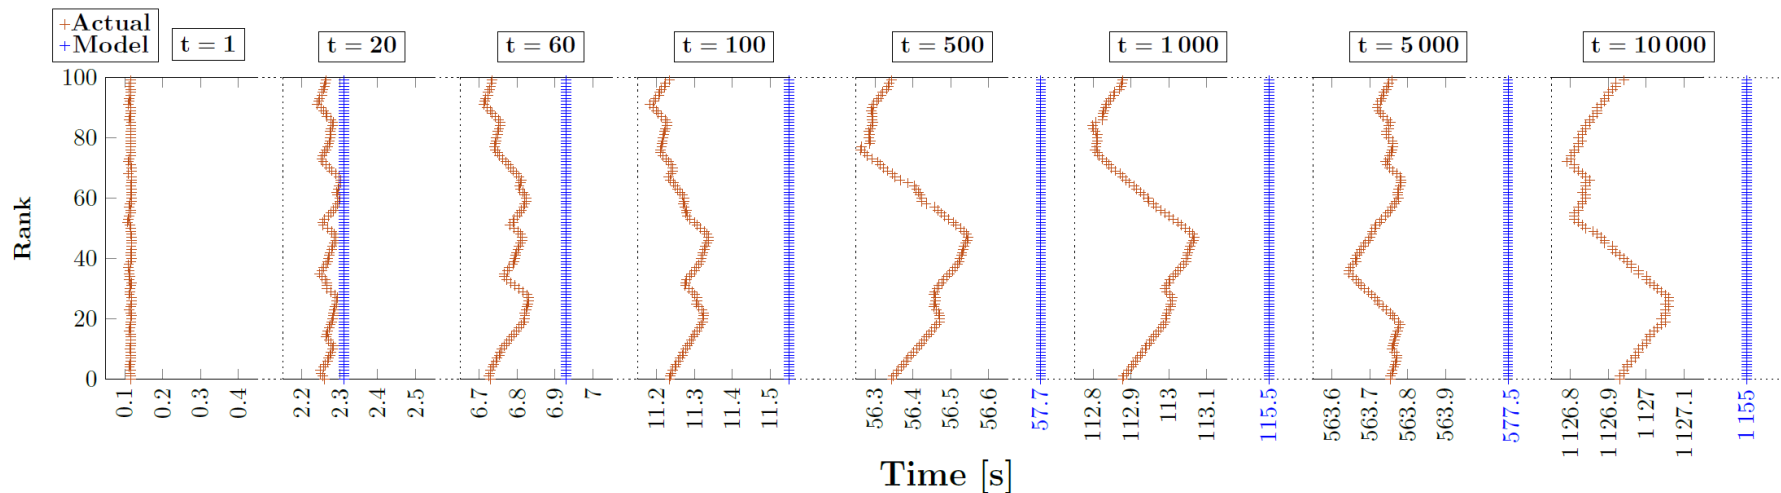 +Actual
+Model
t = 1
t = 20
t = 60
t = 100
t = 500
t = 1 000
t = 5 000
t = 10 000
Rank
100
80
60
40
20
0
0.1 0.2 0.3 0.4
2.2 2.3 2.4 2.5
6.7 6.8 6.9 7
11.2 11.3 11.4 11.5
56.3 56.4 56.5 56.6 57.7
112.8 112.9 113 113.1 115.5
563.6 563.7 563.8 563.9 577.5
1 126.8 1 126.9 1 127 1 127.1 1 155
Time [s]